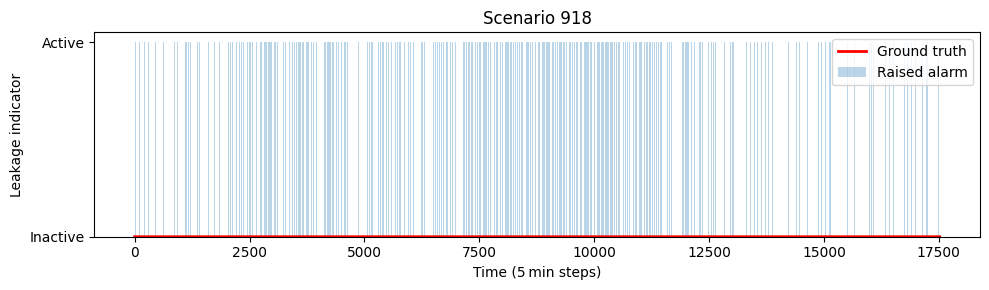 Scenario 918
Active
Inactive
Leakage indicator
Ground truth
Raised alarm
0
2500
5000
7500
10000
12500
15000
17500
Time (5 min steps)